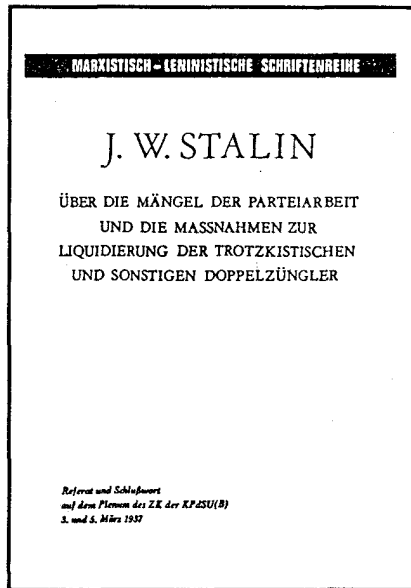 MARXISTISCH-LENINISTISCHE SCHRIFTENREIHE
J. W. STALIN
ÜBER DIE MÄNGEL DER PARTEIARBEIT
UND DIE MASSNAHMEN ZUR
LIQUIDIERUNG DER TROTZKISTISCHEN
UND SONSTIGEN DOPPELZÜNGLER
Referat und Schlußwort
auf dem Plenum des ZK der KPdSU(B)
3. und 5. März 1937